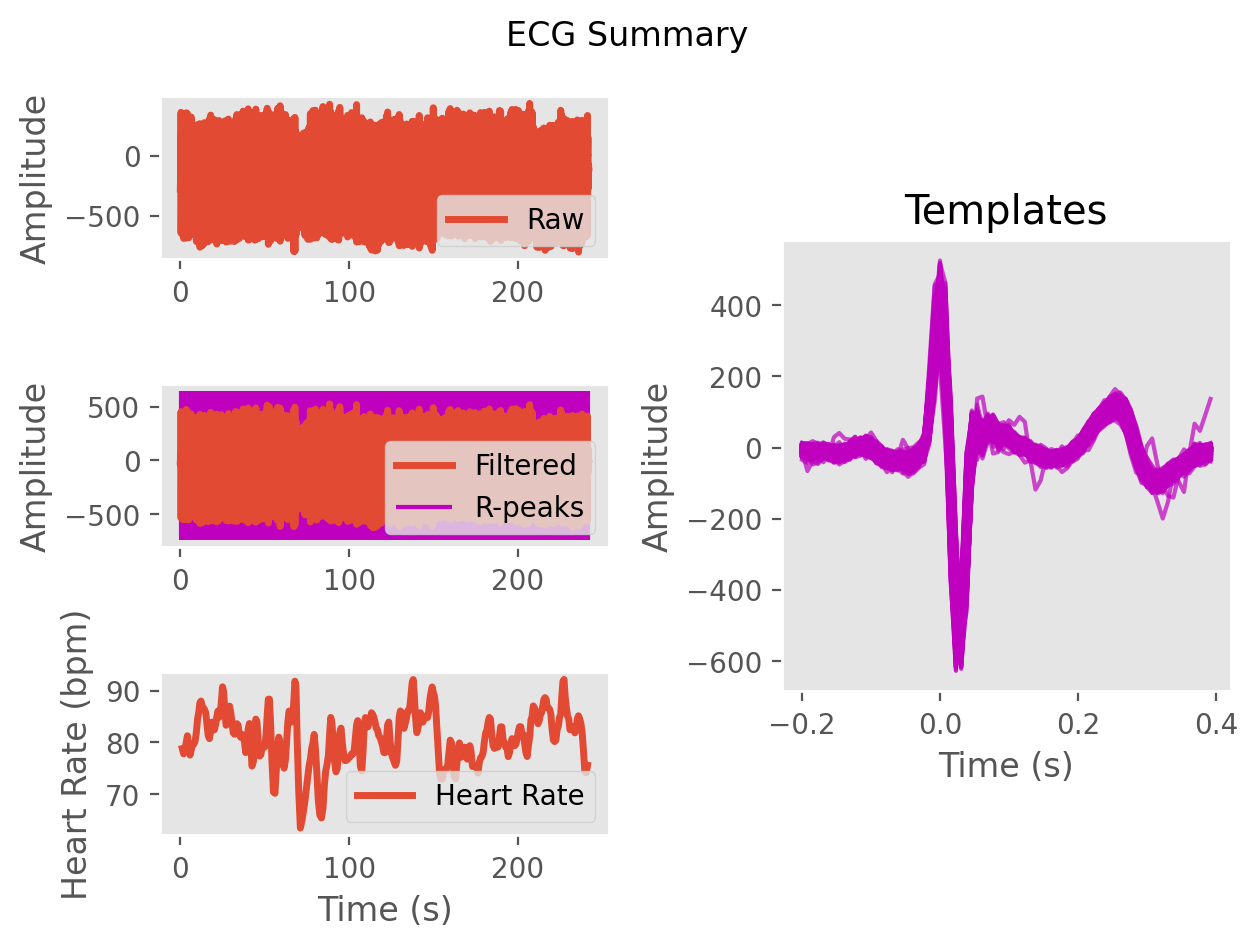 ECG Summary
Amplitude
0
−500
Raw
0 100 200
Amplitude
500
0
−500
Filtered
R-peaks
0 100 200
Heart Rate (bpm)
90
80
70
Heart Rate
0 100 200
Time (s)
Templates
Amplitude
400
200
0
−200
−400
−600
−0.2 0.0 0.2 0.4
Time (s)